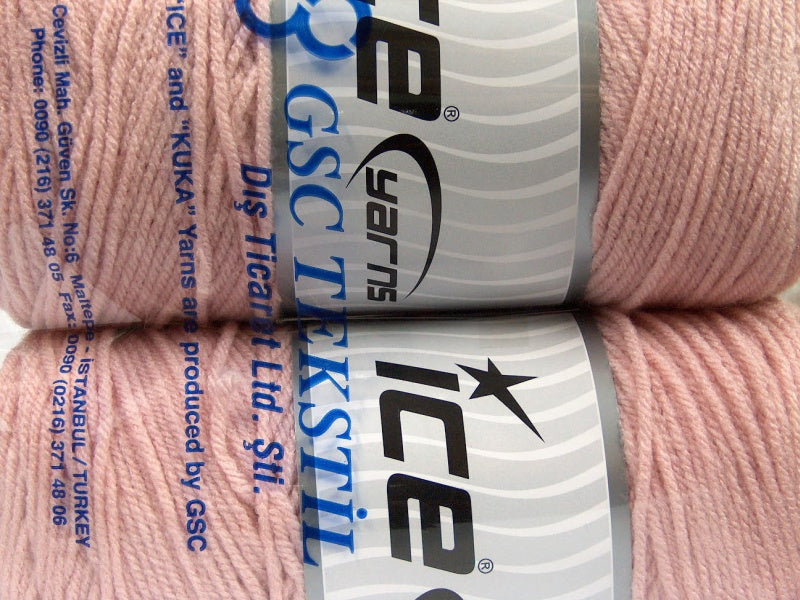 GSC TEKSTİL
Dış Ticaret Ltd. Şti.
"ICE" and "KUKA" Yarns are produced by GSC
Cevizli Mah. Güven Sk. No:6 Maltepe - İSTANBUL / TURKEY
Phone: 0090 (216) 371 48 05 Fax: 0090 (0216) 371 48 06
ice®
yarns
ice®